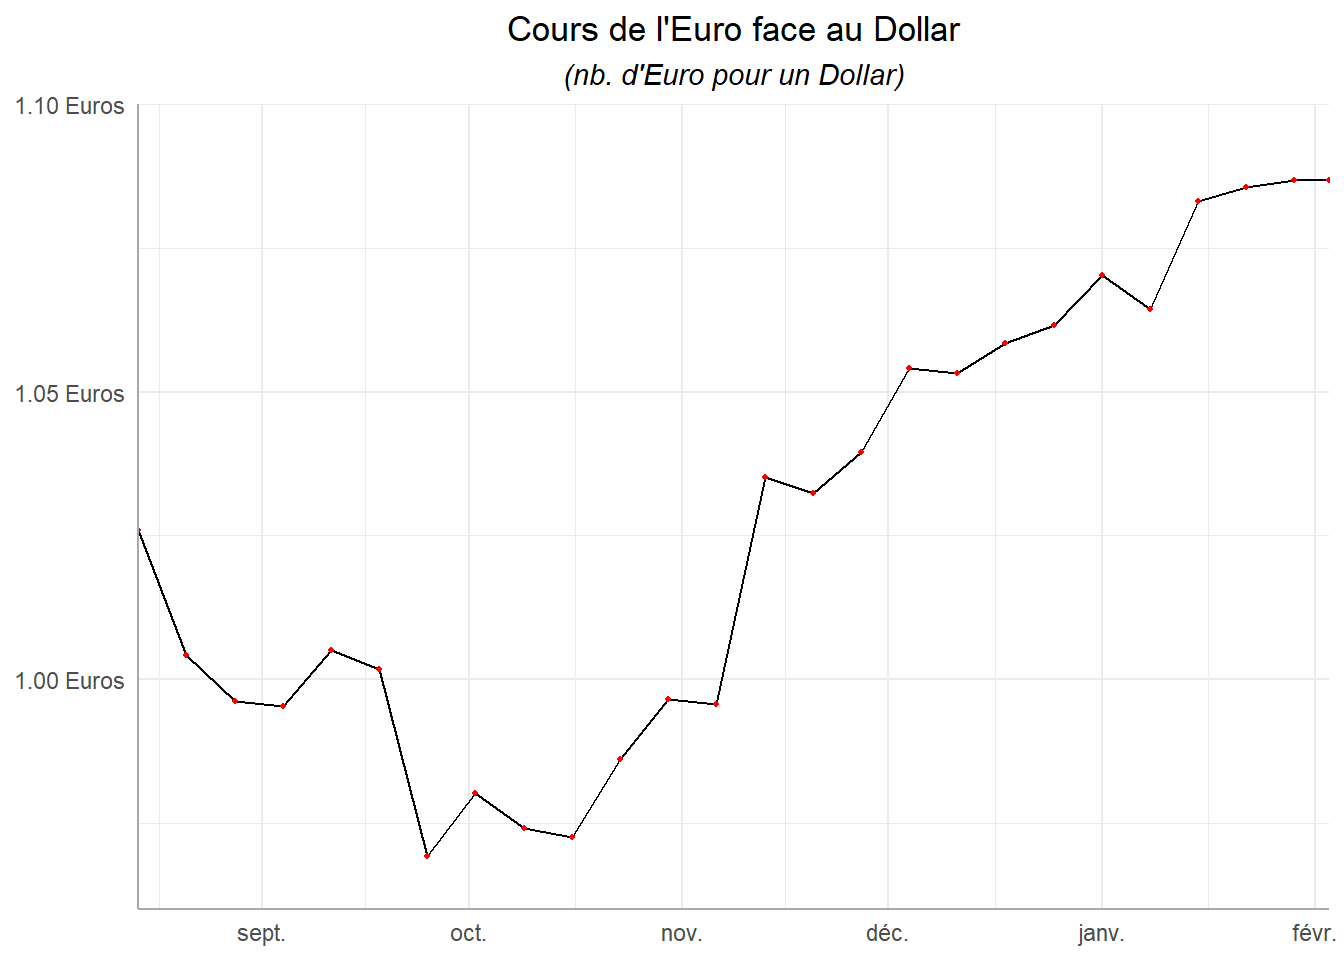 Cours de l'Euro face au Dollar
(nb. d'Euro pour un Dollar)
1.10 Euros
1.05 Euros
1.00 Euros
sept. oct. nov. déc. janv. févr.